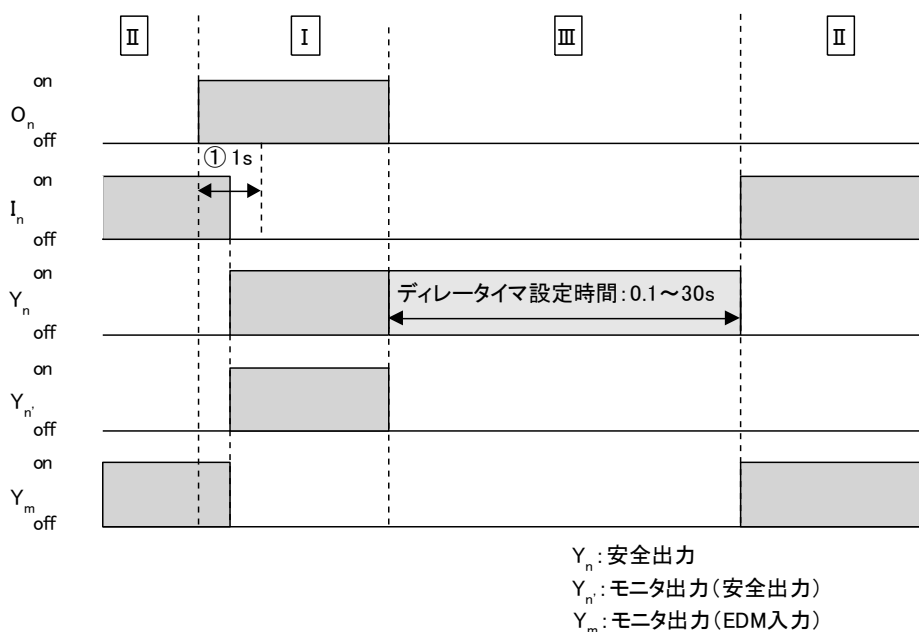 Ⅱ Ⅰ Ⅲ Ⅱ
on
On
off
① 1s
on
In
off
on
Yn
off
ディレータイマ設定時間:0.1～30s
on
Yn'
off
on
Ym
off
Yn:安全出力
Yn':モニタ出力(安全出力)
Ym:モニタ出力(EDM入力)